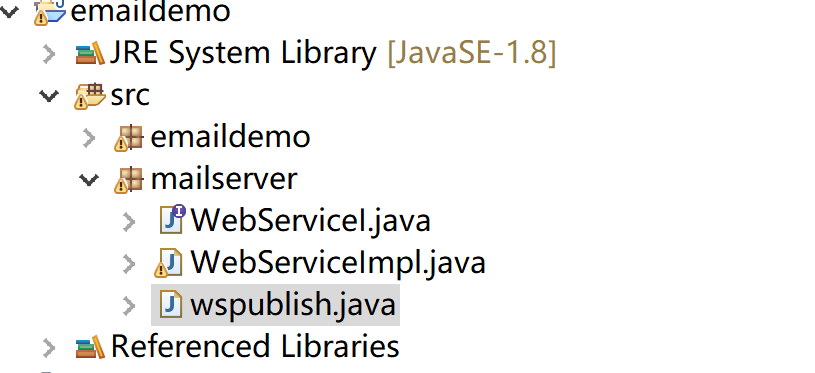 emaildemo
JRE System Library [JavaSE-1.8]
src
emaildemo
mailserver
WebServiceI.java
WebServiceImpl.java
wspublish.java
Referenced Libraries